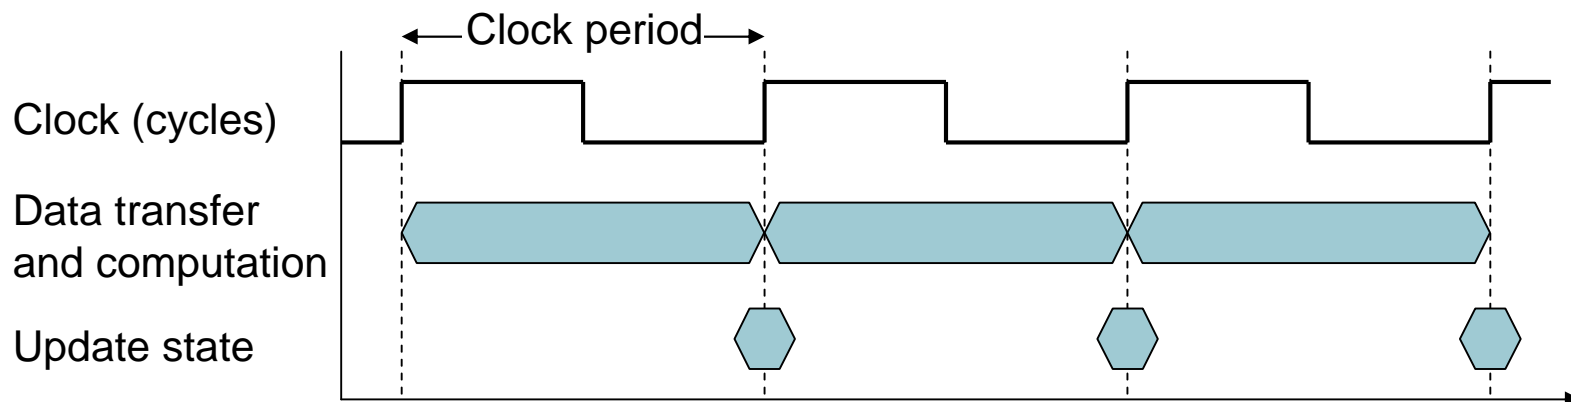 Clock period
Clock (cycles)
Data transfer
and computation
Update state